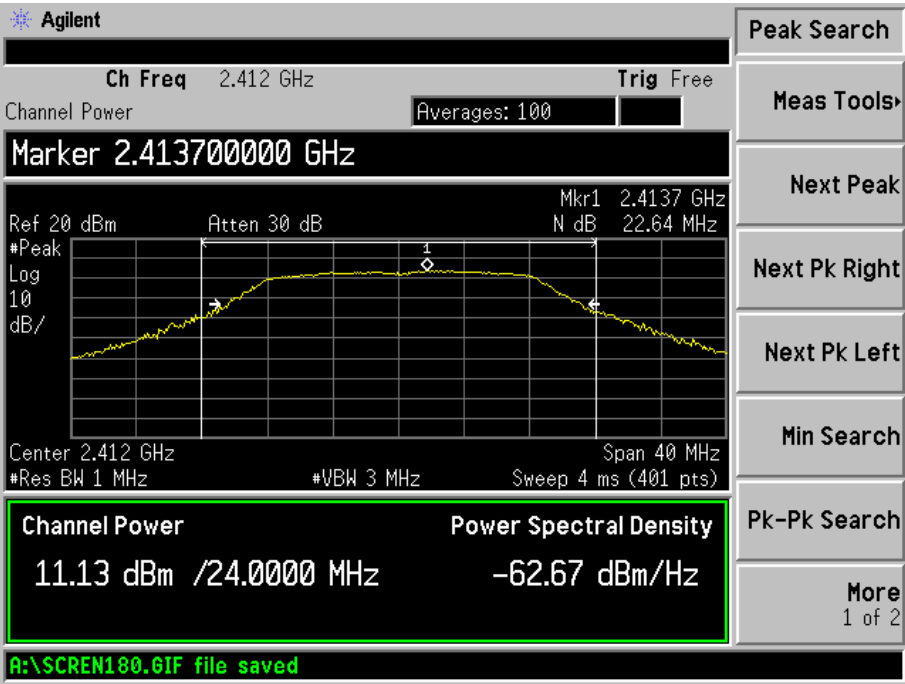 Agilent
Peak Search
Ch Freq 2.412 GHz Trig Free
Channel Power Averages: 100
Meas Tools
Marker 2.413700000 GHz
Next Peak
Mkr1 2.4137 GHz
Ref 20 dBm Atten 30 dB N dB 22.64 MHz
#Peak
Log
10
dB/
1
Next Pk Right
Next Pk Left
Min Search
Center 2.412 GHz Span 40 MHz
#Res BW 1 MHz #VBW 3 MHz Sweep 4 ms (401 pts)
Channel Power Power Spectral Density
Pk-Pk Search
11.13 dBm /24.0000 MHz -62.67 dBm/Hz
More
1 of 2
A:\SCREN180.GIF file saved